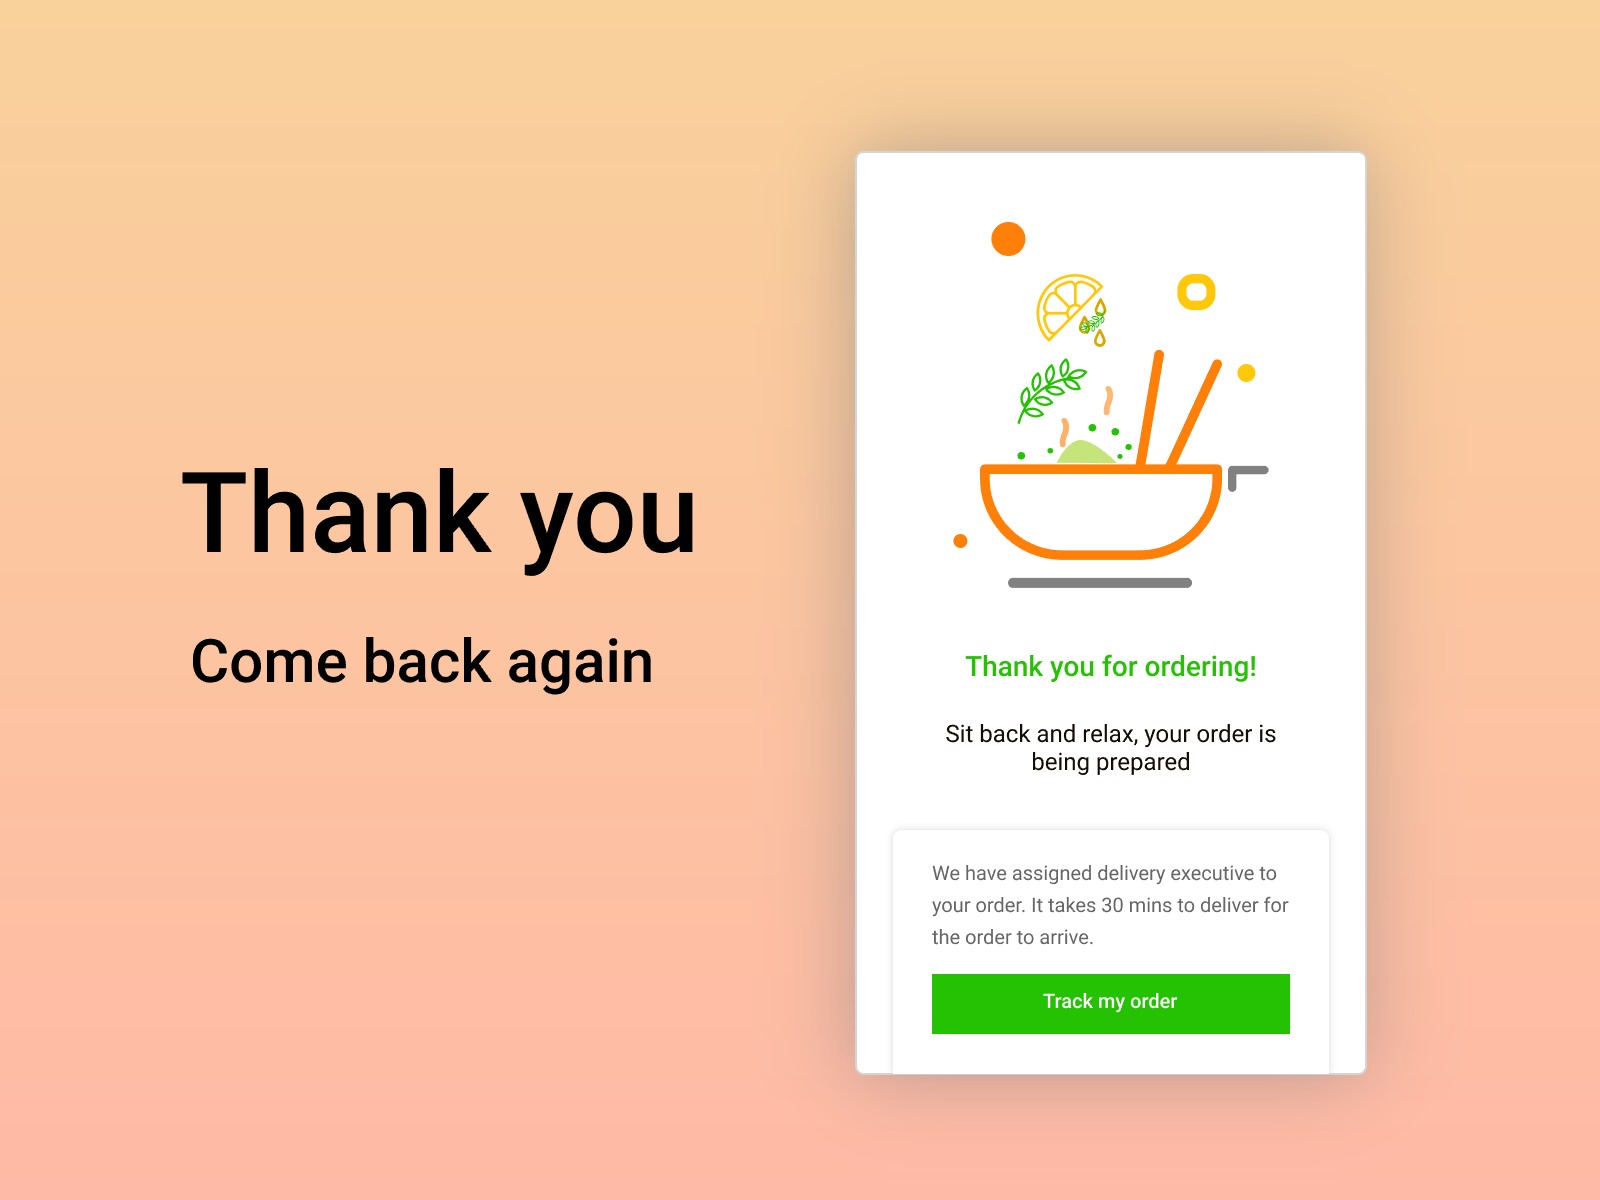 Thank you
Come back again
Thank you for ordering!
Sit back and relax, your order is
being prepared
We have assigned delivery executive to
your order. It takes 30 mins to deliver for
the order to arrive.
Track my order